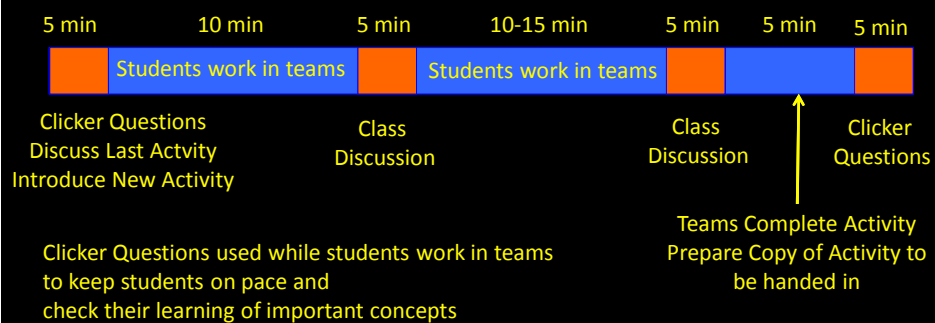 5 min 10 min 5 min 10-15 min 5 min 5 min 5 min
Students work in teams Students work in teams
Clicker Questions
Discuss Last Actvity
Introduce New Activity
Class
Discussion
Class
Discussion
Clicker
Questions
Teams Complete Activity
Prepare Copy of Activity to
be handed in
Clicker Questions used while students work in teams
to keep students on pace and
check their learning of important concepts